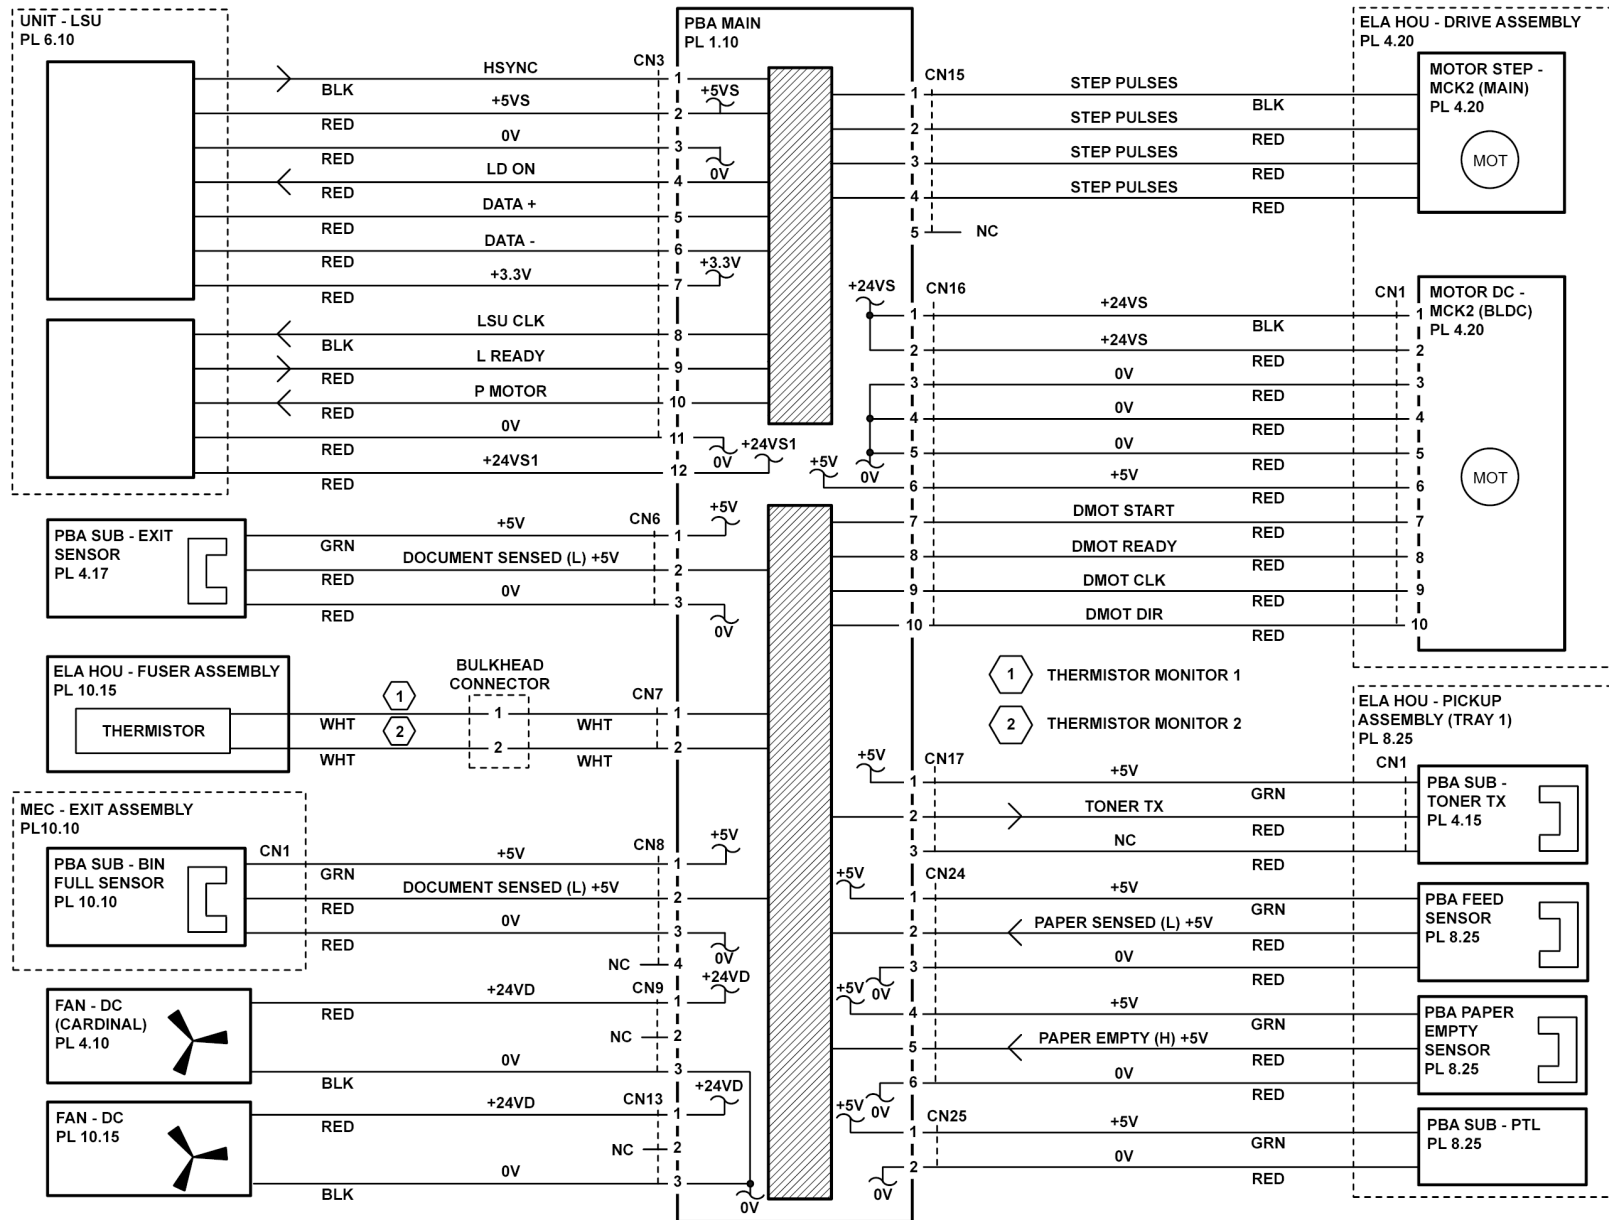 UNIT - LSU
PL 6.10
CN3
HSYNC
BLK
1
+5VS
RED
2
+5VS
0V
RED
3
0V
LD ON
RED
4
DATA +
RED
5
DATA -
RED
6
+3.3V
RED
7
+3.3V
LSU CLK
BLK
8
L READY
RED
9
P MOTOR
RED
10
0V
RED
11
0V
+24VS1
RED
12
+24VS1
PBA MAIN
PL 1.10
PBA SUB - EXIT
SENSOR
PL 4.17
CN6
+5V
GRN
1
+5V
DOCUMENT SENSED (L) +5V
RED
2
0V
RED
3
0V
ELA HOU - FUSER ASSEMBLY
PL 10.15
THERMISTOR
BULKHEAD
CONNECTOR
CN7
1
WHT
1
WHT
1
2
WHT
2
WHT
2
MEC - EXIT ASSEMBLY
PL10.10
PBA SUB - BIN
FULL SENSOR
PL 10.10
CN1
CN8
+5V
GRN
1
+5V
DOCUMENT SENSED (L) +5V
RED
2
0V
RED
3
0V
NC
4
FAN - DC
(CARDINAL)
PL 4.10
CN9
+24VD
RED
1
+24VD
NC
2
0V
BLK
3
FAN - DC
PL 10.15
CN13
+24VD
RED
1
+24VD
NC
2
0V
BLK
3
0V
ELA HOU - DRIVE ASSEMBLY
PL 4.20
MOTOR STEP -
MCK2 (MAIN)
PL 4.20
MOT
CN15
1
STEP PULSES
BLK
2
STEP PULSES
RED
3
STEP PULSES
RED
4
STEP PULSES
RED
5
NC
MOTOR DC -
MCK2 (BLDC)
PL 4.20
MOT
CN16
CN1
+24VS
1
+24VS
BLK
1
2
+24VS
RED
2
3
0V
RED
3
4
0V
RED
4
0V
5
0V
RED
5
+5V
6
+5V
RED
6
7
DMOT START
RED
7
8
DMOT READY
RED
8
9
DMOT CLK
RED
9
10
DMOT DIR
RED
10
1
THERMISTOR MONITOR 1
2
THERMISTOR MONITOR 2
ELA HOU - PICKUP
ASSEMBLY (TRAY 1)
PL 8.25
CN17
CN1
+5V
1
+5V
GRN
2
TONER TX
RED
3
NC
RED
PBA SUB -
TONER TX
PL 4.15
CN24
+5V
1
+5V
GRN
2
PAPER SENSED (L) +5V
RED
0V
3
0V
RED
PBA FEED
SENSOR
PL 8.25
+5V
4
+5V
GRN
5
PAPER EMPTY (H) +5V
RED
0V
6
0V
RED
PBA PAPER
EMPTY
SENSOR
PL 8.25
CN25
+5V
1
+5V
GRN
0V
2
0V
RED
PBA SUB - PTL
PL 8.25